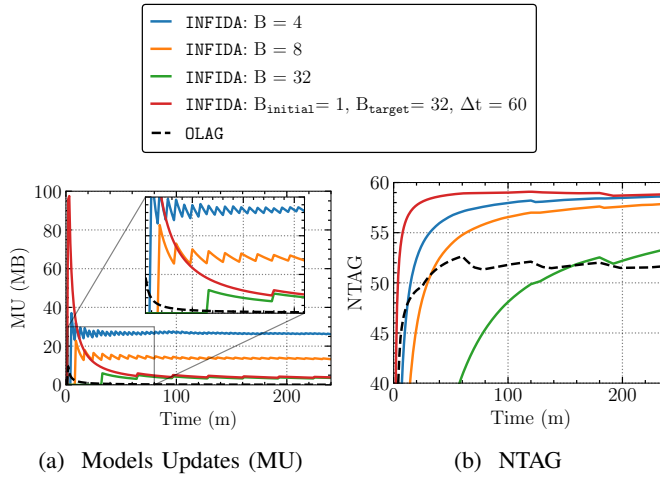 INFIDA: B = 4
INFIDA: B = 8
INFIDA: B = 32
INFIDA: B_initial = 1, B_target = 32, Δt = 60
OLAG
100
80
60
40
20
0
MU (MB)
0 100 200
Time (m)
(a) Models Updates (MU)
60
55
50
45
40
NTAG
0 100 200
Time (m)
(b) NTAG